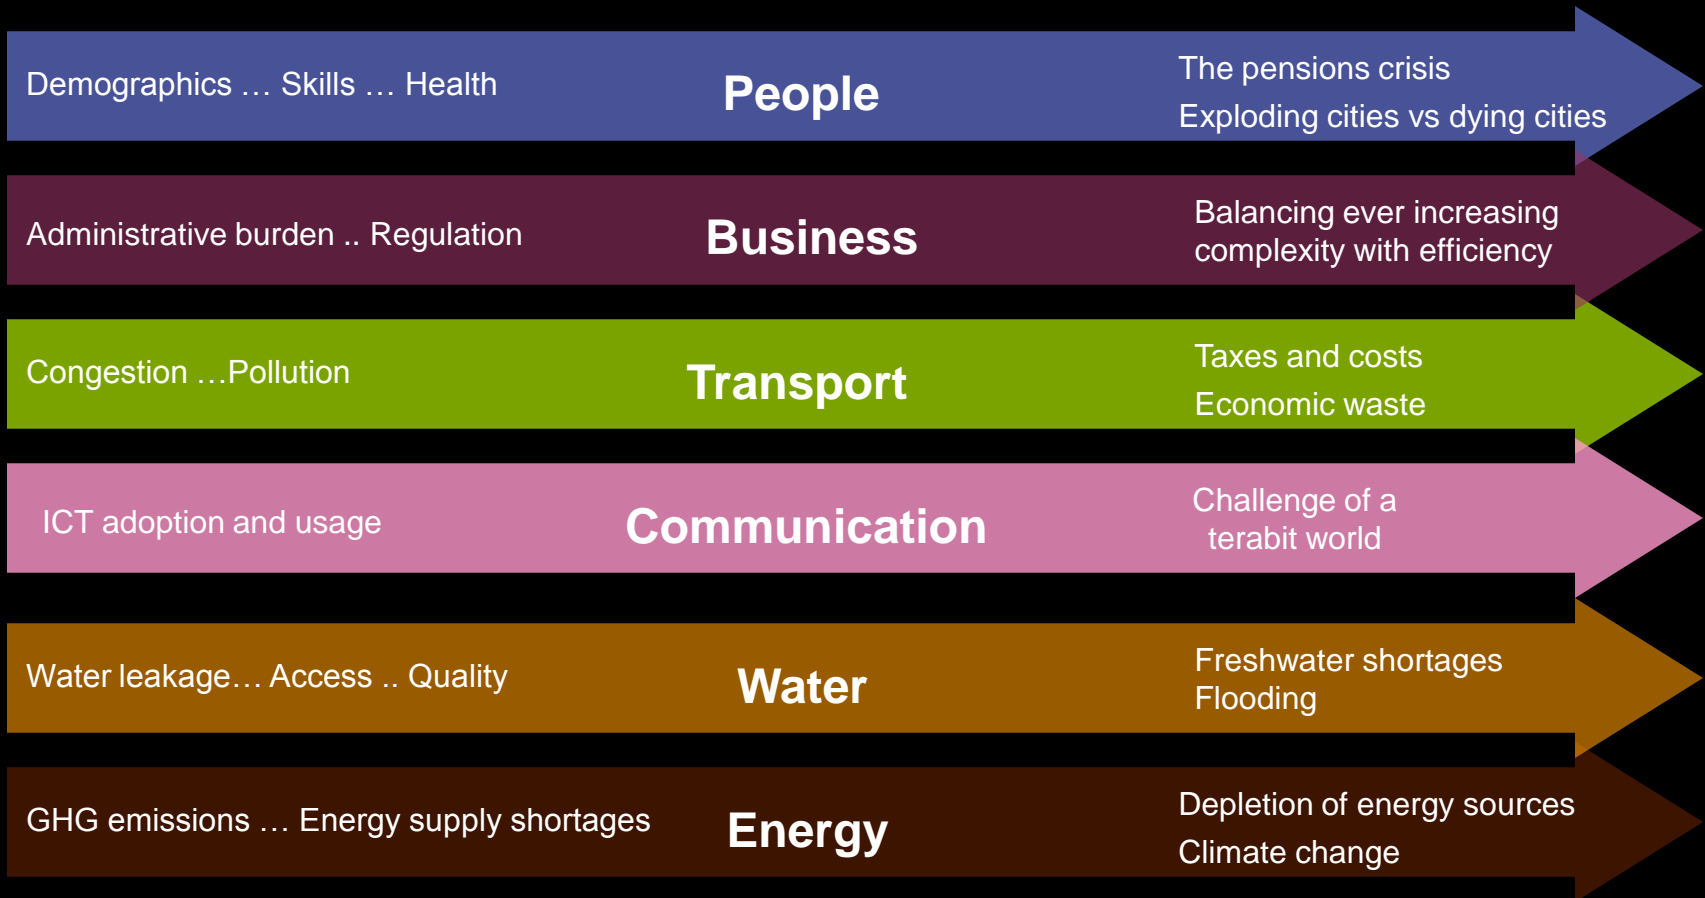 Demographics … Skills … Health
People
The pensions crisis
Exploding cities vs dying cities
Administrative burden .. Regulation
Business
Balancing ever increasing
complexity with efficiency
Congestion …Pollution
Transport
Taxes and costs
Economic waste
ICT adoption and usage
Communication
Challenge of a
terabit world
Water leakage… Access .. Quality
Water
Freshwater shortages
Flooding
GHG emissions … Energy supply shortages
Energy
Depletion of energy sources
Climate change